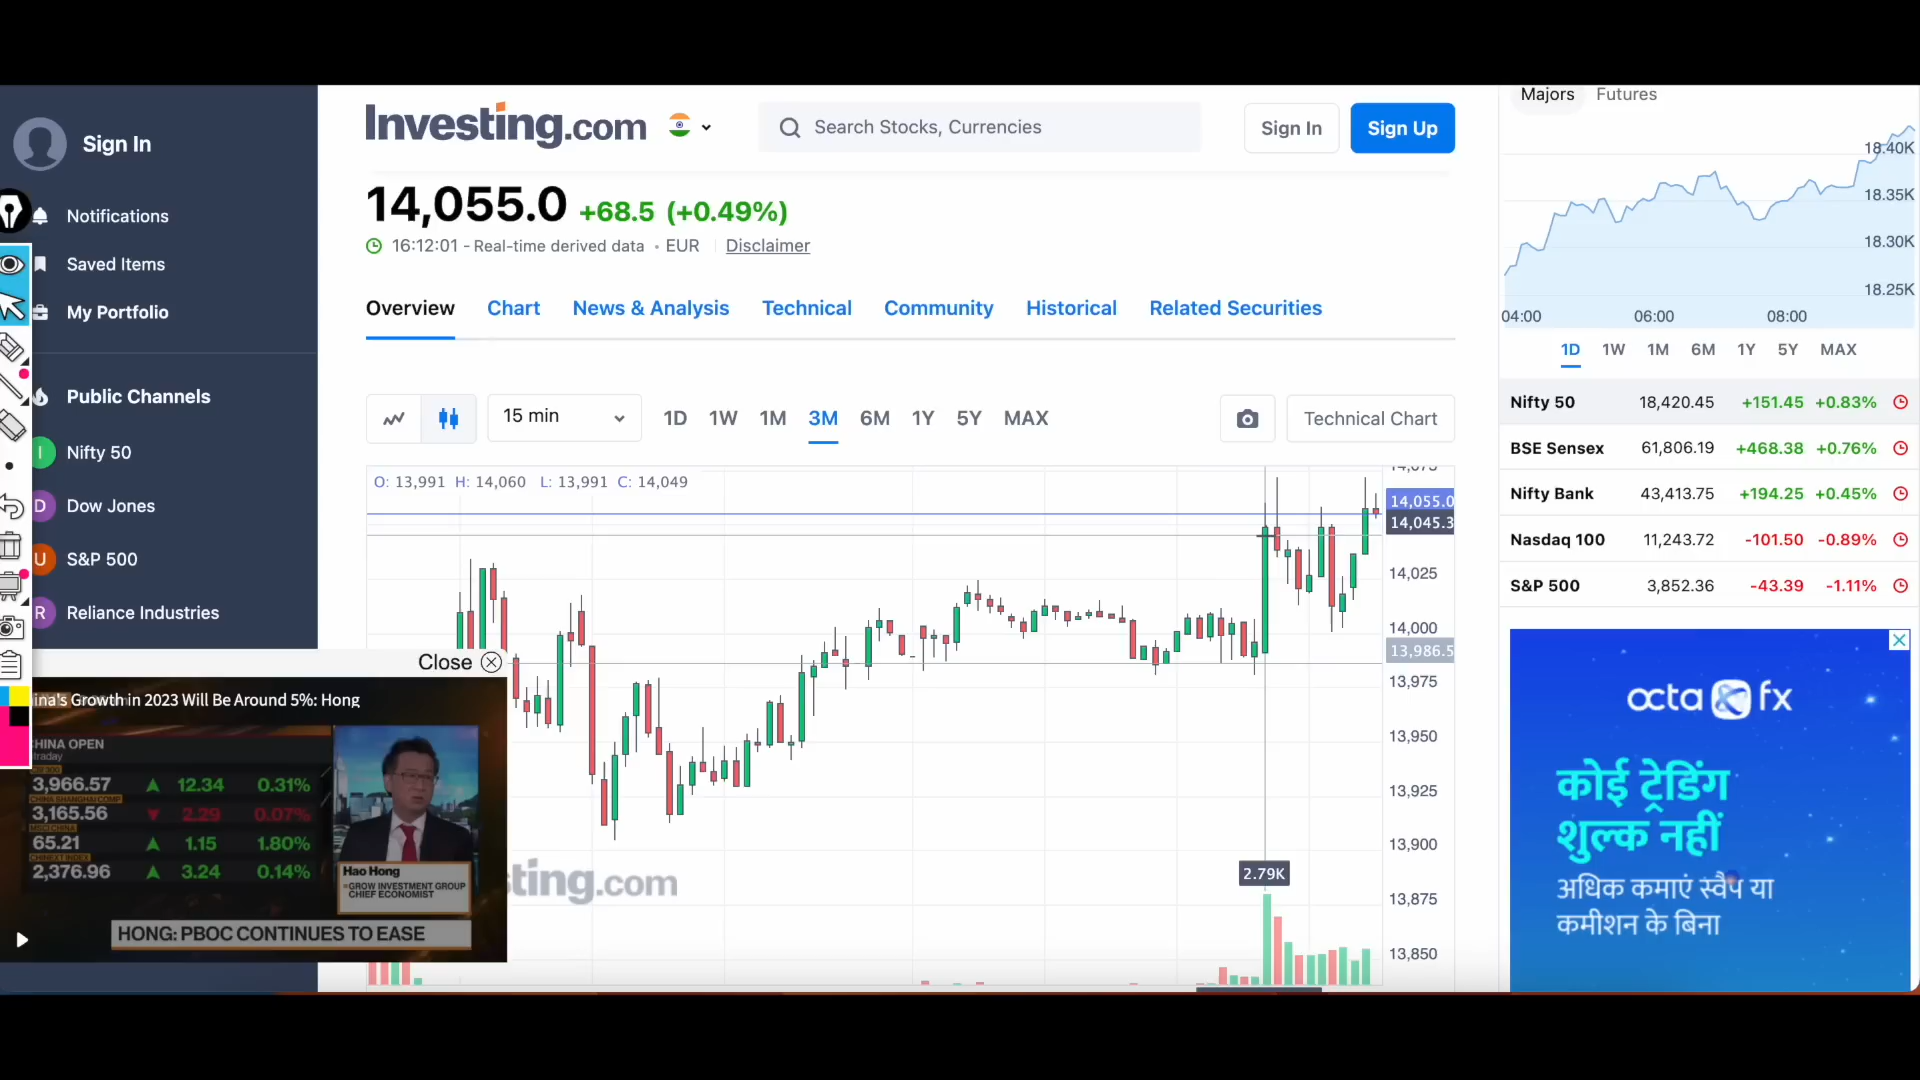 Sign In
Notifications
Saved Items
My Portfolio
Public Channels
I Nifty 50
D Dow Jones
U S&P 500
R Reliance Industries
Close
ina's Growth in 2023 Will Be Around 5%: Hong
CHINA OPEN
3,966.57 12.34 0.31%
3,165.56 2.29 0.07%
MSCI CHINA
65.21 1.15 1.80%
2,376.96 3.24 0.14%
Hao Hong
GROW INVESTMENT GROUP
CHIEF ECONOMIST
HONG: PBOC CONTINUES TO EASE
Investing.com
Search Stocks, Currencies
Sign In
Sign Up
14,055.0 +68.5 (+0.49%)
16:12:01 - Real-time derived data • EUR Disclaimer
Overview Chart News & Analysis Technical Community Historical Related Securities
15 min
1D 1W 1M 3M 6M 1Y 5Y MAX
Technical Chart
O: 13,991 H: 14,060 L: 13,991 C: 14,049
14,055.0
14,045.3
14,025
14,000
13,986.5
13,975
13,950
13,925
13,900
13,875
13,850
2.79K
ting.com
Majors Futures
18.40K
18.35K
18.30K
18.25K
04:00 06:00 08:00
1D 1W 1M 6M 1Y 5Y MAX
Nifty 50 18,420.45 +151.45 +0.83%
BSE Sensex 61,806.19 +468.38 +0.76%
Nifty Bank 43,413.75 +194.25 +0.45%
Nasdaq 100 11,243.72 -101.50 -0.89%
S&P 500 3,852.36 -43.39 -1.11%
octa fx
कोई ट्रेडिंग
शुल्क नहीं
अधिक कमाएं स्वैप या
कमीशन के बिना